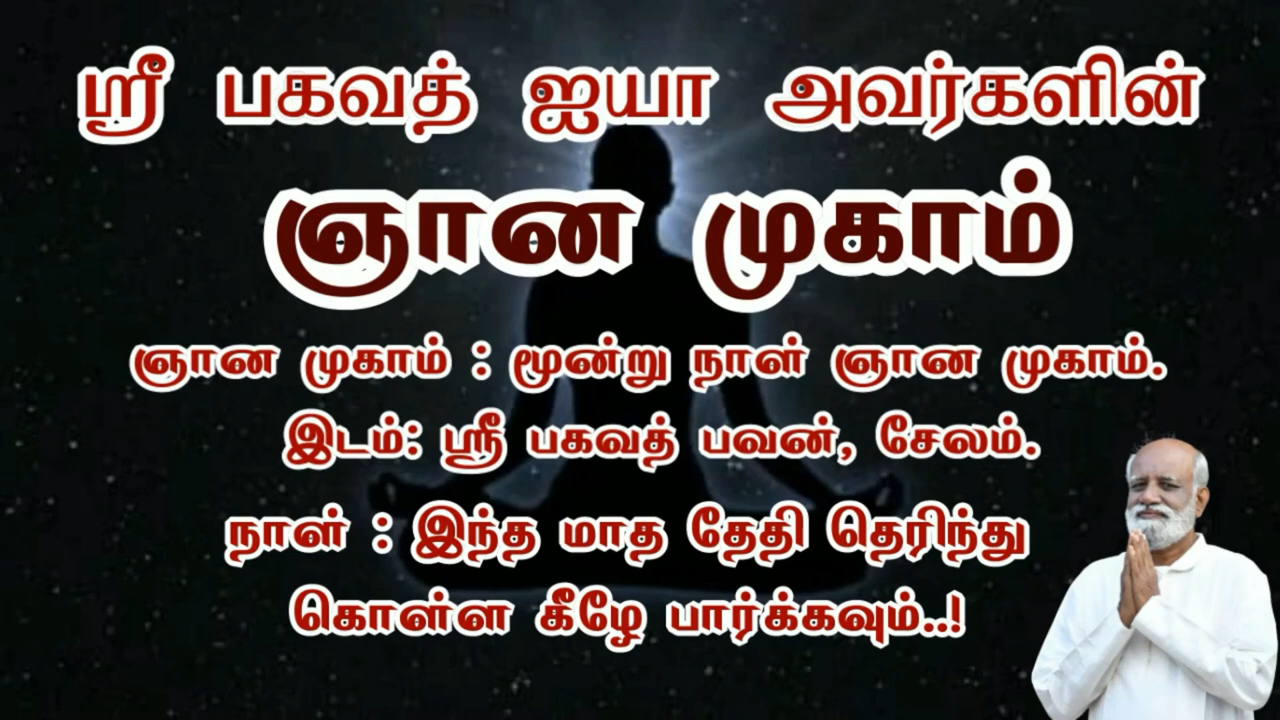 ஸ்ரீ பகவத் ஐயா அவர்களின்
ஞான முகாம்
ஞான முகாம் : மூன்று நாள் ஞான முகாம்.
இடம்: ஸ்ரீ பகவத் பவன், சேலம்.
நாள் : இந்த மாத தேதி தெரிந்து
கொள்ள கீழே பார்க்கவும்..!